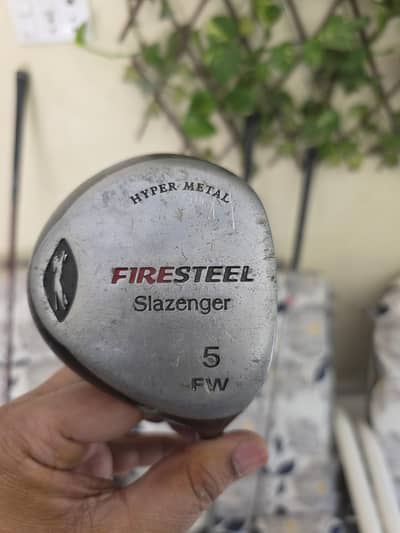 HYPER METAL
FIRESTEEL
Slazenger
5
FW